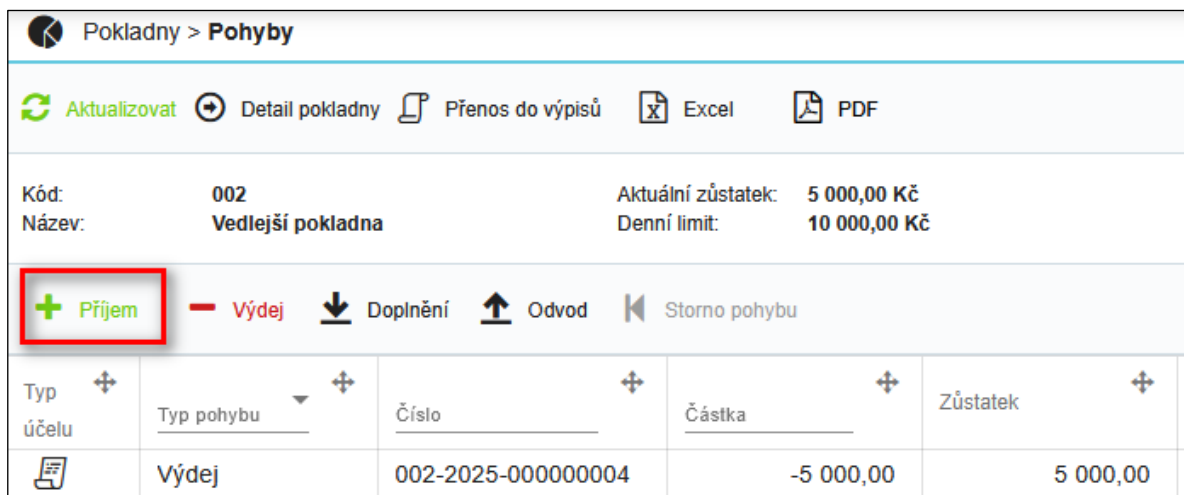 Pokladny > Pohyby
Aktualizovat Detail pokladny Přenos do výpisů Excel PDF
Kód: 002 Aktuální zůstatek: 5 000,00 Kč
Název: Vedlejší pokladna Denní limit: 10 000,00 Kč
Příjem Výdej Doplnění Odvod Storno pohybu
Typ účelu Typ pohybu Číslo Částka Zůstatek
Výdej 002-2025-000000004 -5 000,00 5 000,00